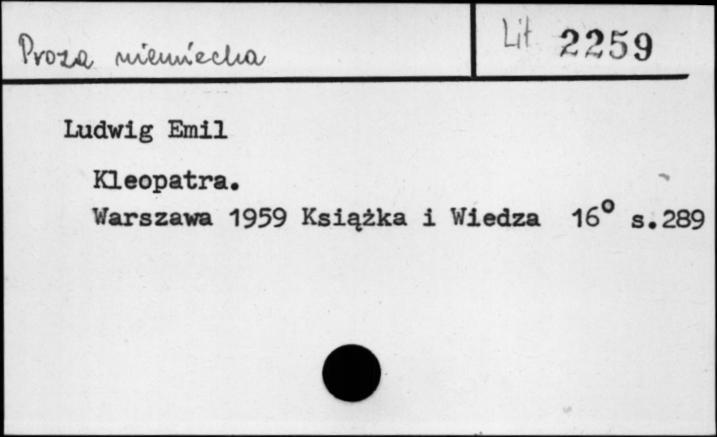 Proza niemiecka
Lit 2259
Ludwig Emil
Kleopatra.
Warszawa 1959 Książka i Wiedza 16° s.289